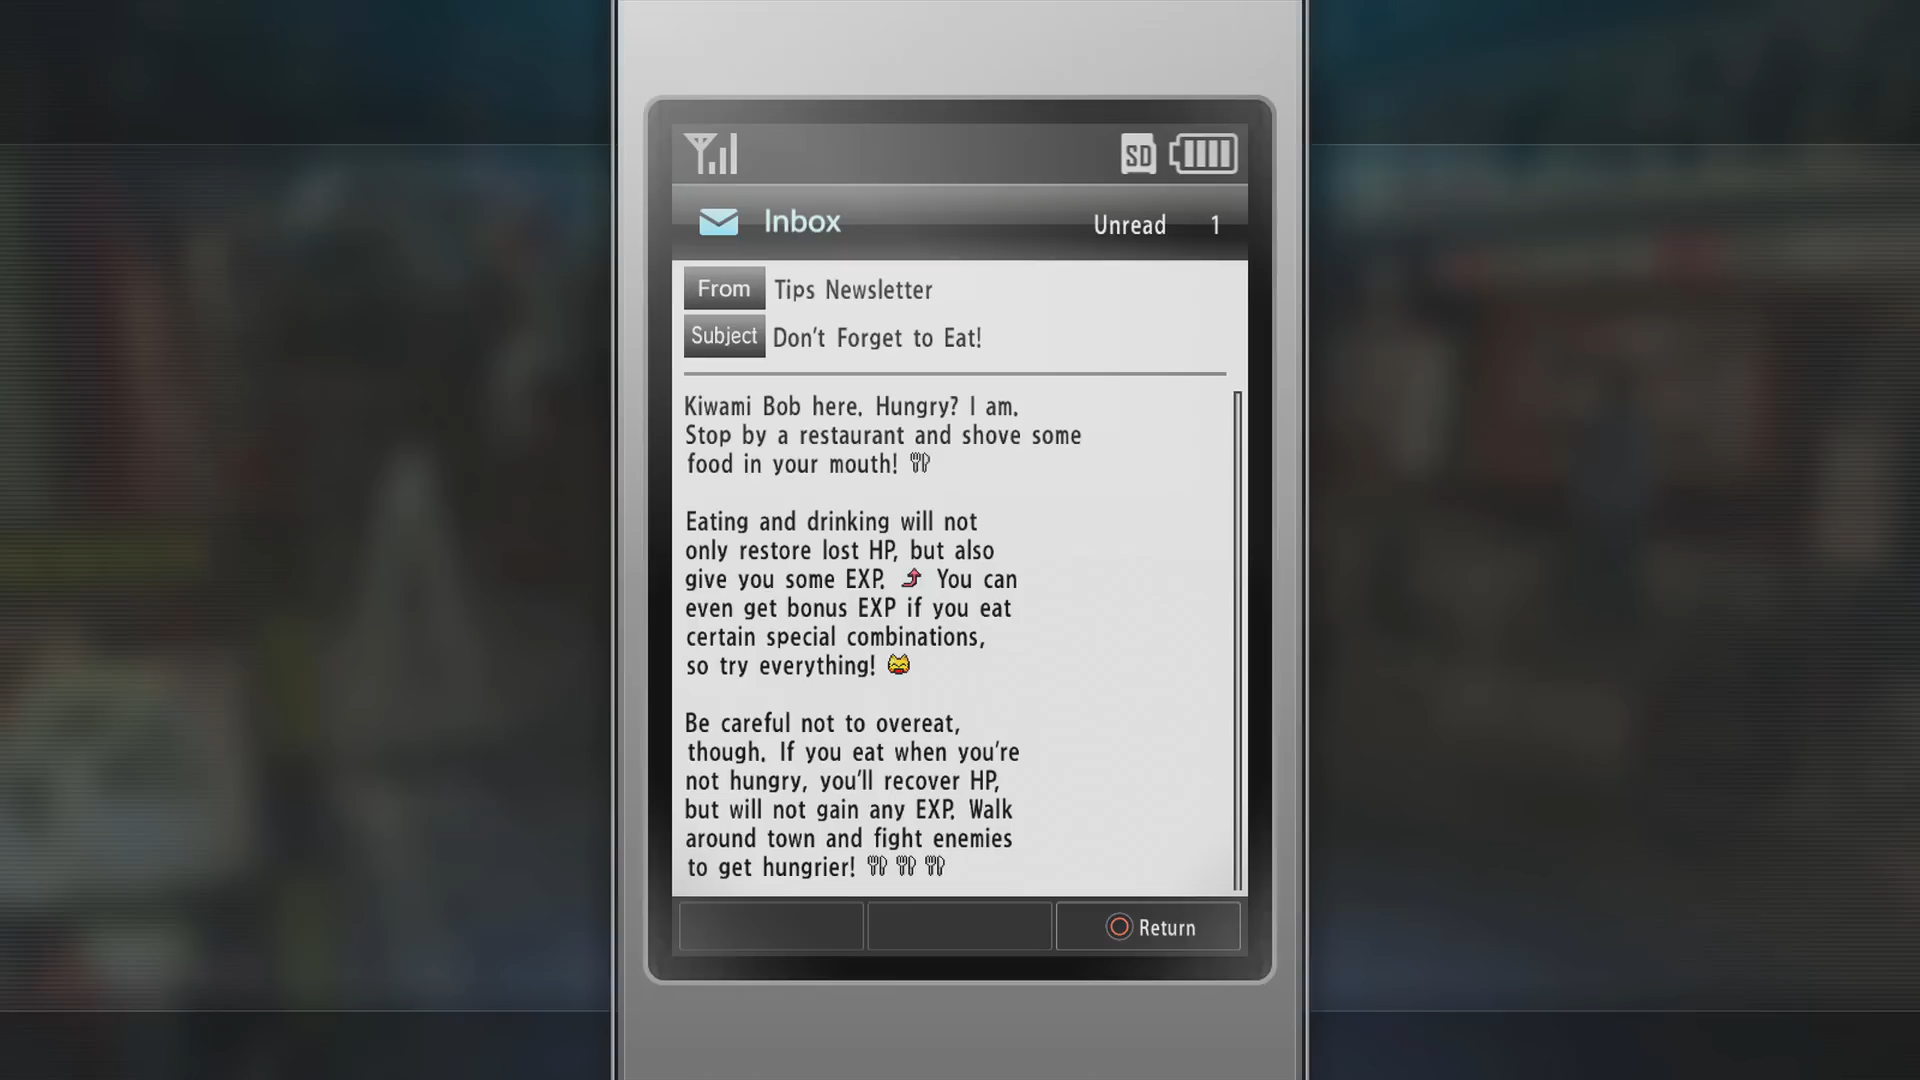 SD
Inbox Unread 1
From Tips Newsletter
Subject Don't Forget to Eat!
Kiwami Bob here. Hungry? I am.
Stop by a restaurant and shove some
food in your mouth!
Eating and drinking will not
only restore lost HP, but also
give you some EXP. You can
even get bonus EXP if you eat
certain special combinations,
so try everything!
Be careful not to overeat,
though. If you eat when you're
not hungry, you'll recover HP,
but will not gain any EXP. Walk
around town and fight enemies
to get hungrier!
Return